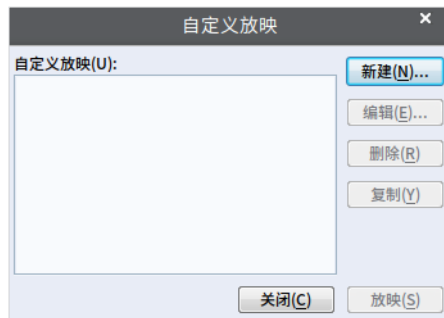 自定义放映
自定义放映(U):
新建(N)...
编辑(E)...
删除(R)
复制(Y)
关闭(C)
放映(S)